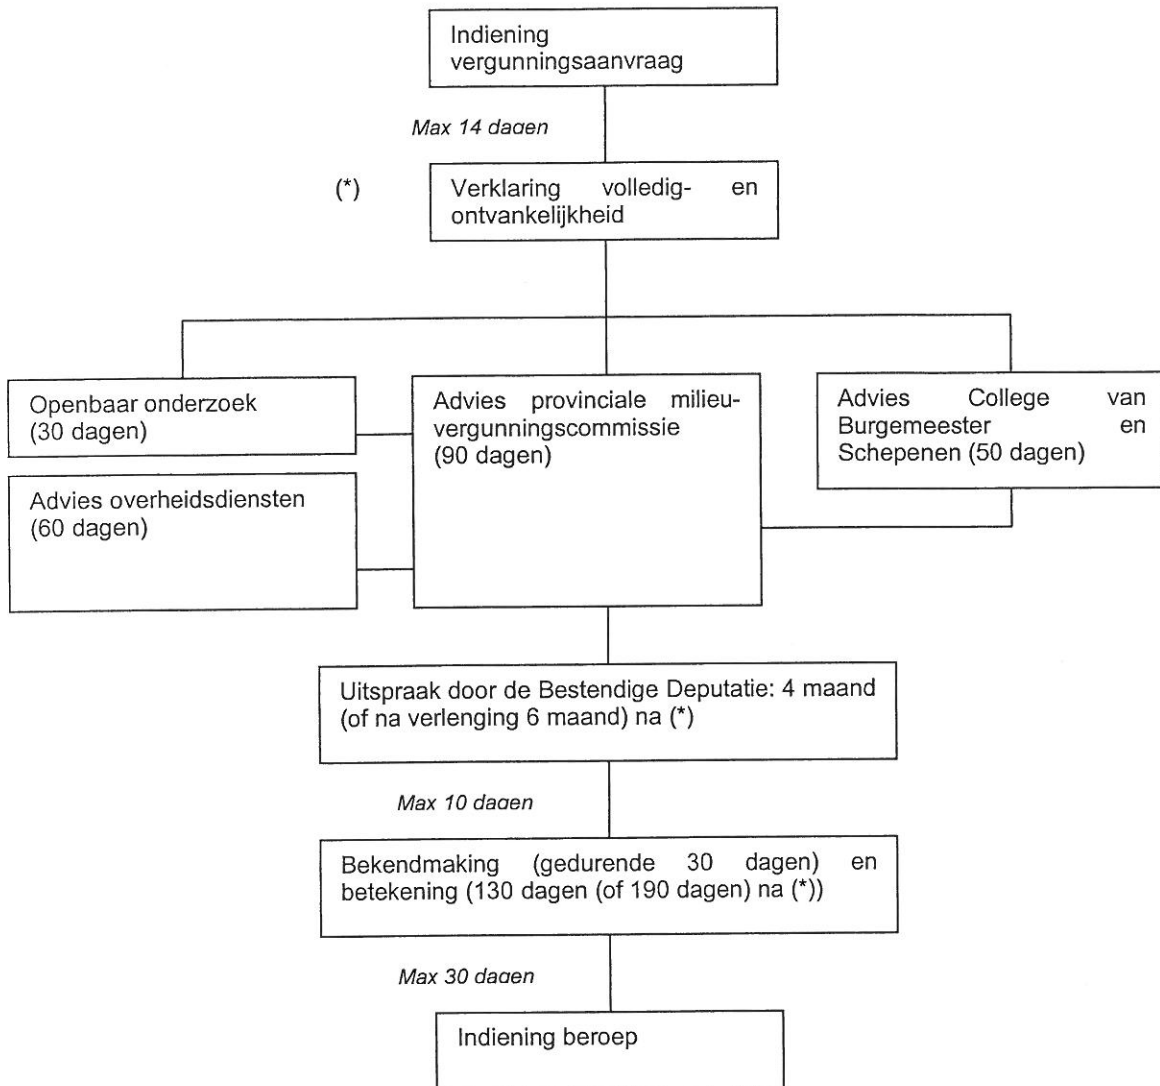 Indiening
vergunningsaanvraag
Max 14 dagen
(*)
Verklaring volledig- en
ontvankelijkheid
Openbaar onderzoek
(30 dagen)
Advies overheidsdiensten
(60 dagen)
Advies provinciale milieu-
vergunningscommissie
(90 dagen)
Advies College van
Burgemeester en
Schepenen (50 dagen)
Uitspraak door de Bestendige Deputatie: 4 maand
(of na verlenging 6 maand) na (*)
Max 10 dagen
Bekendmaking (gedurende 30 dagen) en
betekening (130 dagen (of 190 dagen) na (*))
Max 30 dagen
Indiening beroep